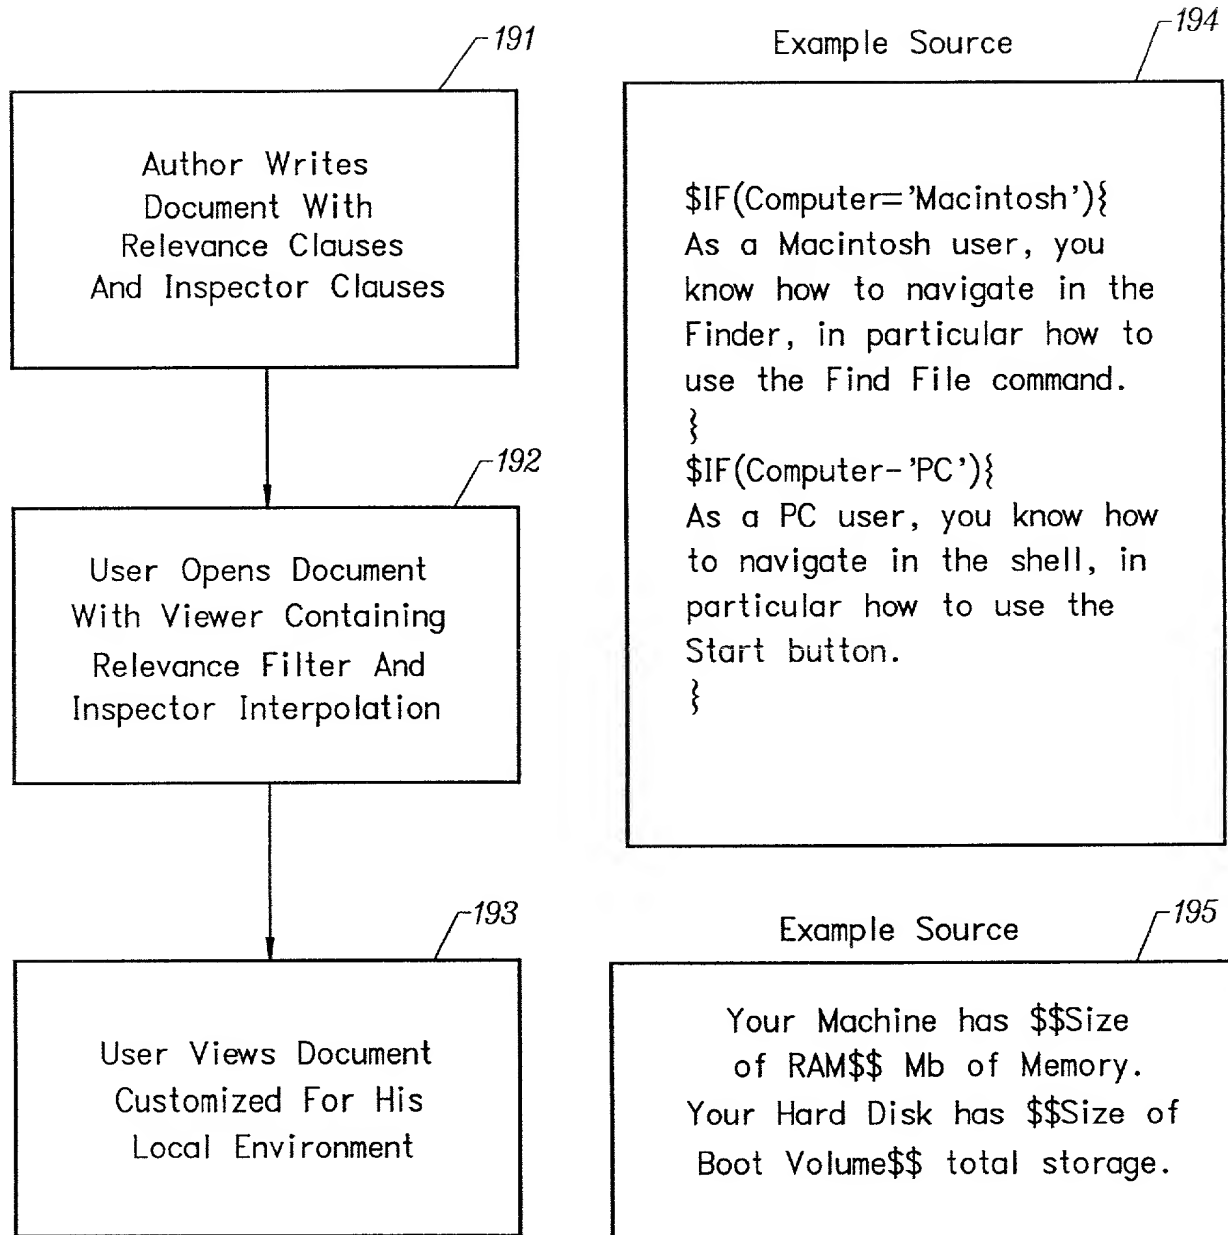 191
Author Writes
Document With
Relevance Clauses
And Inspector Clauses
192
User Opens Document
With Viewer Containing
Relevance Filter And
Inspector Interpolation
193
User Views Document
Customized For His
Local Environment
Example Source
194
$IF(Computer='Macintosh'){
As a Macintosh user, you
know how to navigate in the
Finder, in particular how to
use the Find File command.
}
$IF(Computer-'PC'){
As a PC user, you know how
to navigate in the shell, in
particular how to use the
Start button.
}
Example Source
195
Your Machine has $$Size
of RAM$$ Mb of Memory.
Your Hard Disk has $$Size of
Boot Volume$$ total storage.